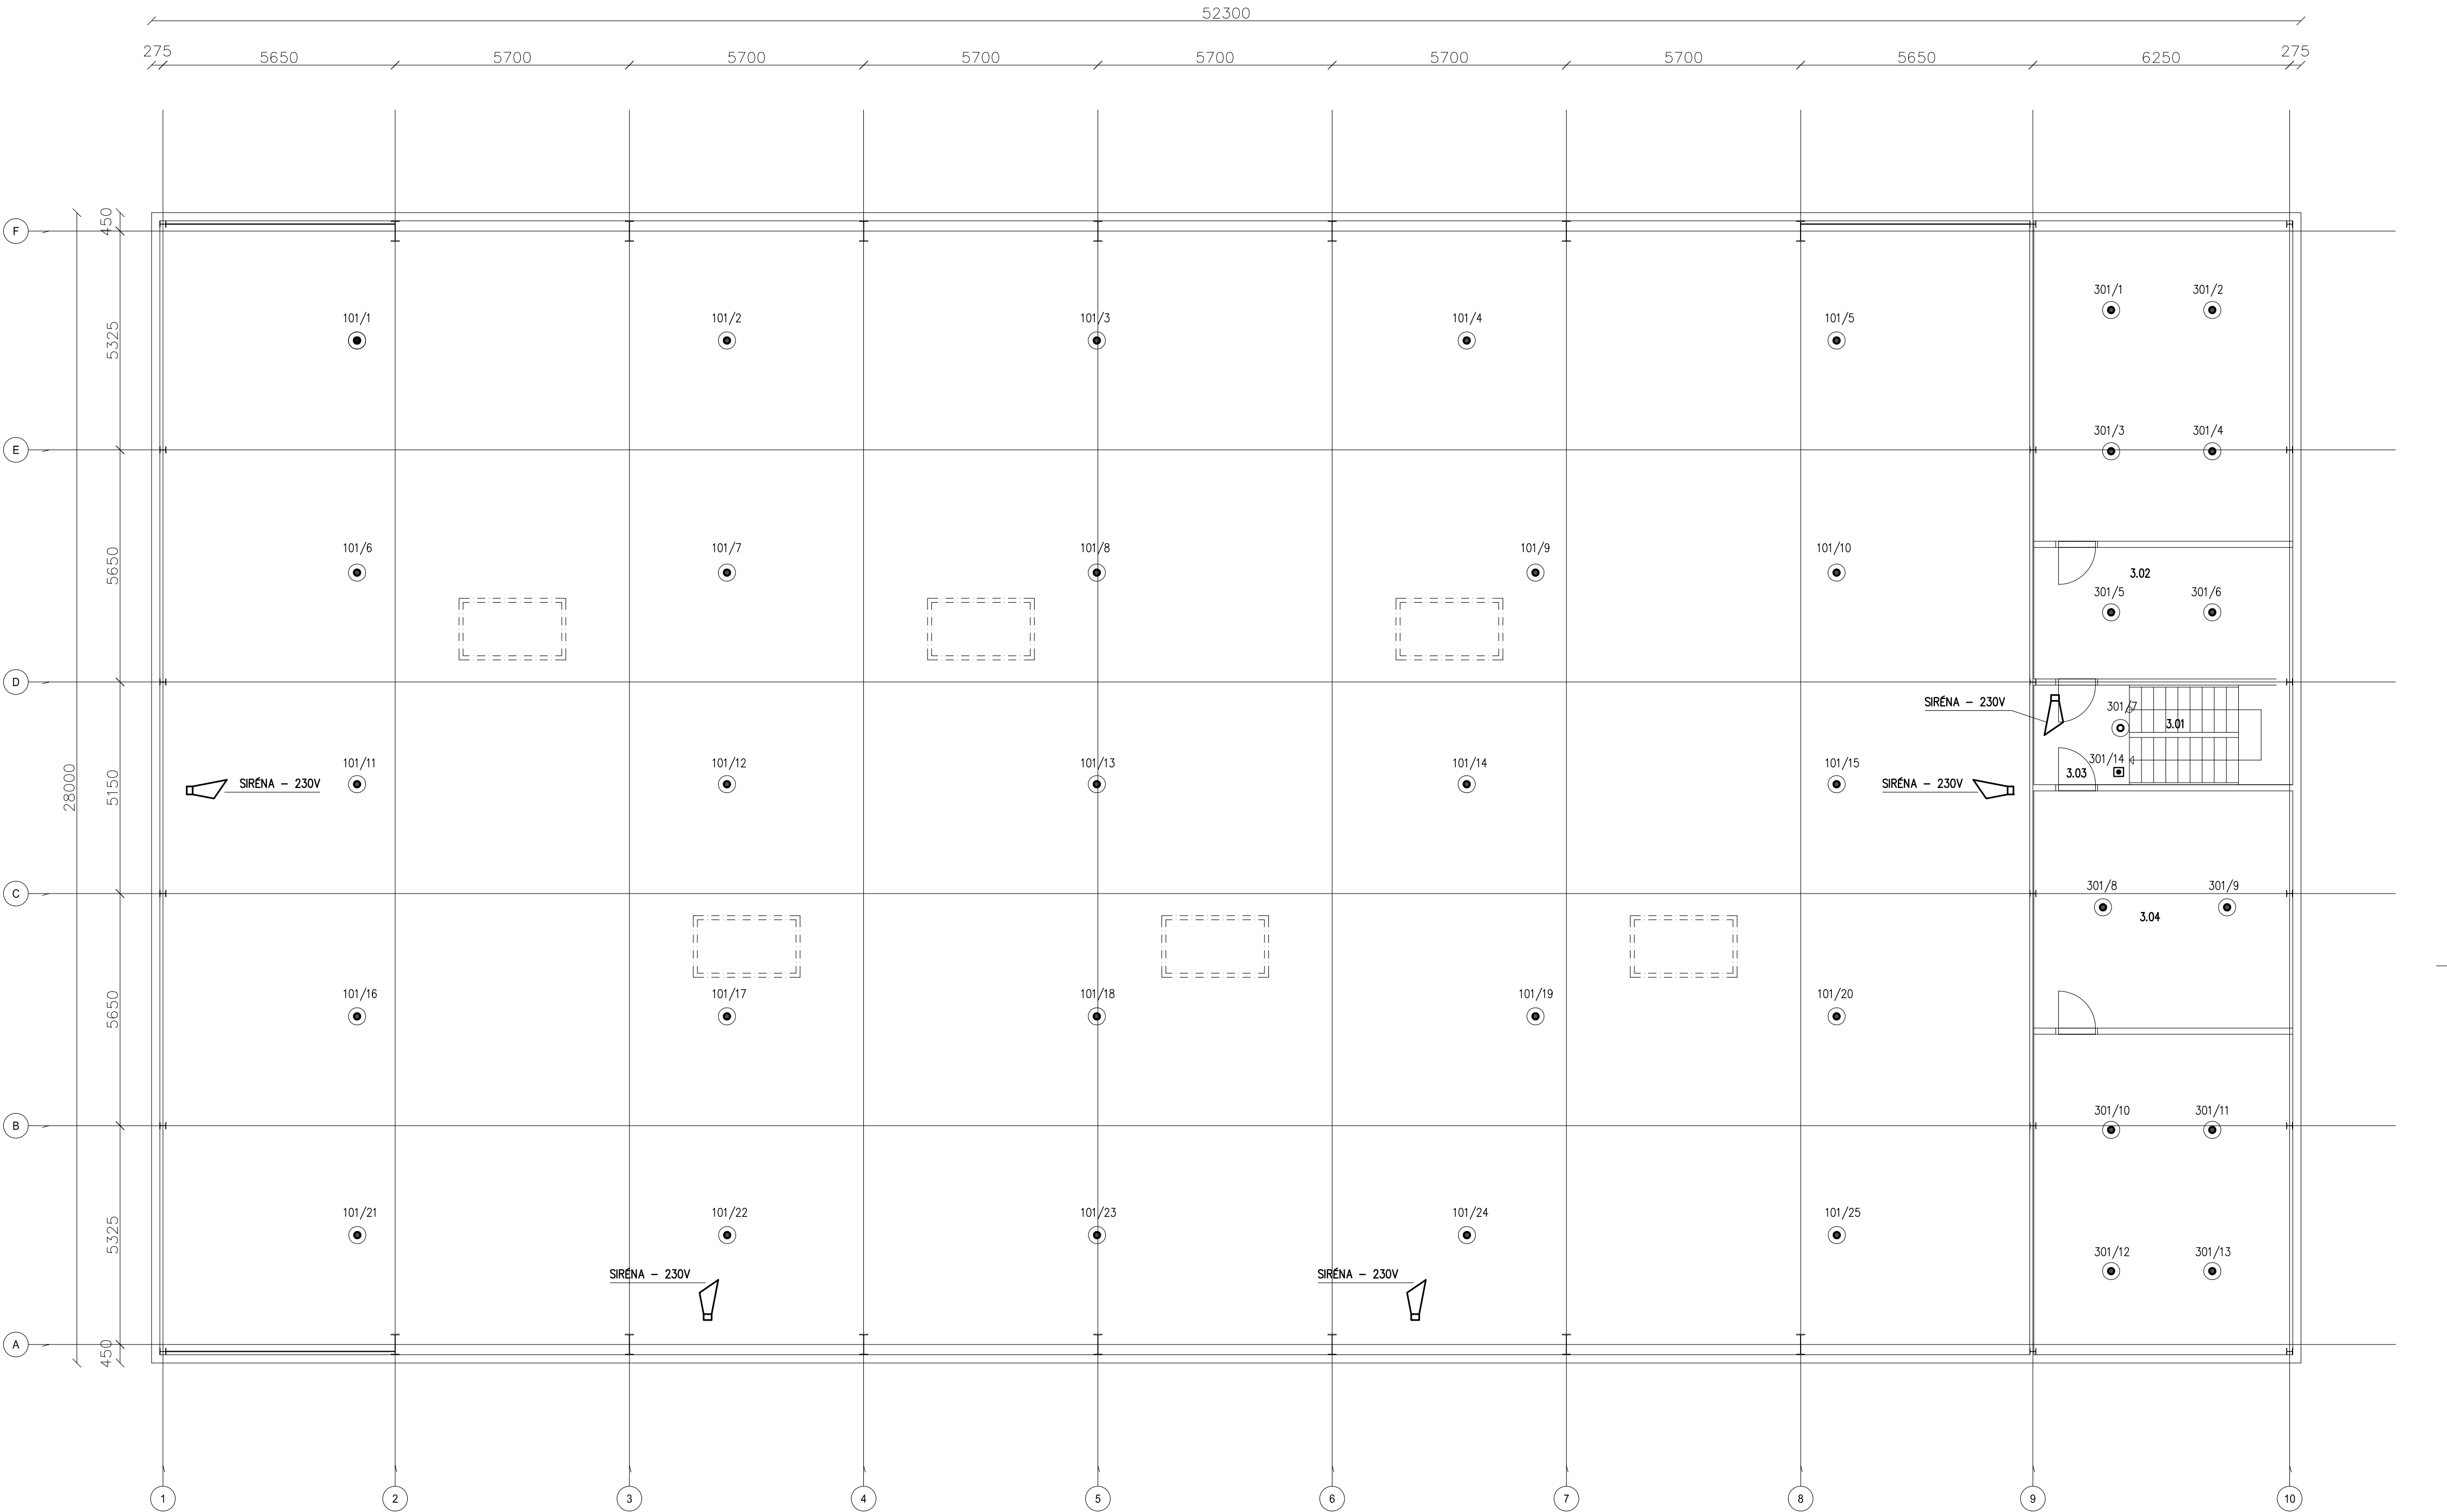 52300
275 5650 5700 5700 5700 5700 5700 5700 5650 6250 275
450
F
301/1 301/2
101/1 101/2 101/3 101/4 101/5
5325
301/3 301/4
E
101/6 101/7 101/8 101/9 101/10
5650
3.02
301/5 301/6
D
SIRÉNA – 230V
301/7
3.01
301/14
101/11 101/12 101/13 101/14 101/15
3.03
SIRÉNA – 230V
SIRÉNA – 230V
28000
5150
301/8 301/9
C
3.04
101/16 101/17 101/18 101/19 101/20
5650
301/10 301/11
B
101/21 101/22 101/23 101/24 101/25
5325
301/12 301/13
SIRÉNA – 230V
SIRÉNA – 230V
A
450
1 2 3 4 5 6 7 8 9 10